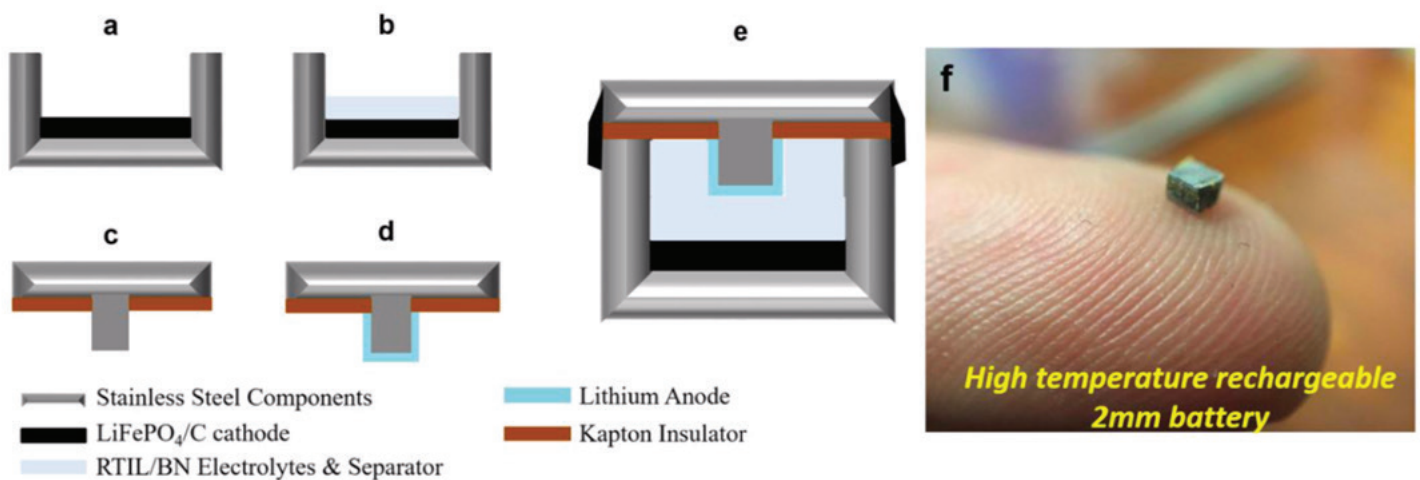 a
b
e
f
c
d
Stainless Steel Components
LiFePO₄/C cathode
RTIL/BN Electrolytes & Separator
Lithium Anode
Kapton Insulator
High temperature rechargeable
2mm battery